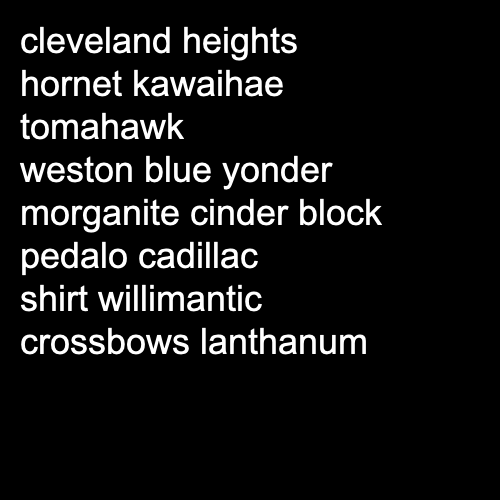 cleveland heights
hornet kawaihae
tomahawk
weston blue yonder
morganite cinder block
pedalo cadillac
shirt willimantic
crossbows lanthanum